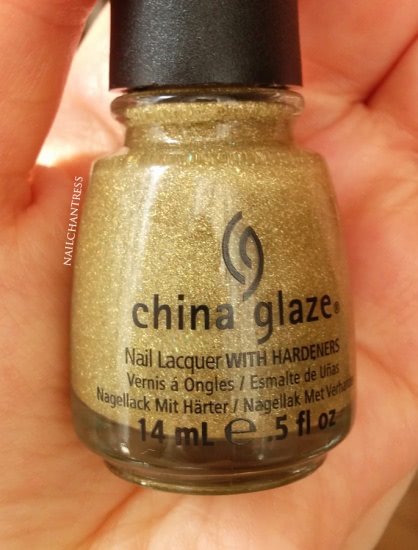 NAILCHANTRESS
china glaze®
Nail Lacquer WITH HARDENERS
Vernis á Ongles / Esmalte de Uñas
Nagellack Mit Härter / Nagellak Met Verharder
14 mL ℮ .5 fl oz